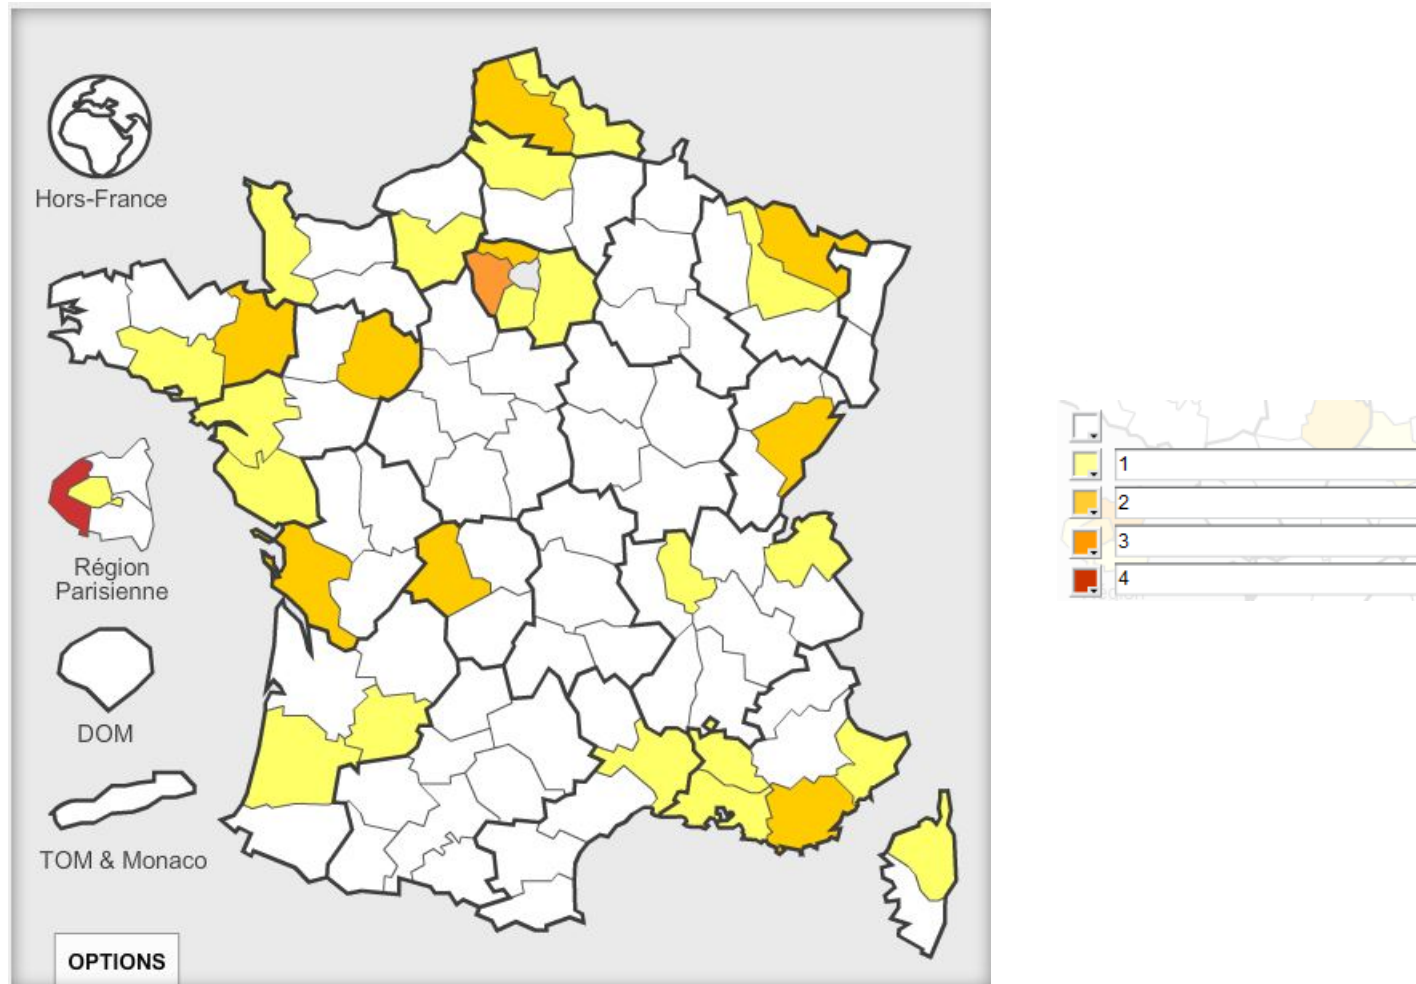 Hors-France
Région
Parisienne
DOM
TOM & Monaco
OPTIONS
1
2
3
4